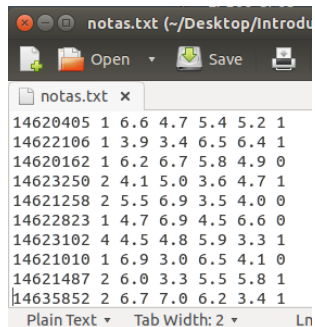 notas.txt (~/Desktop/Introdu
Open Save
notas.txt ×
14620405 1 6.6 4.7 5.4 5.2 1
14622106 1 3.9 3.4 6.5 6.4 1
14620162 1 6.2 6.7 5.8 4.9 0
14623250 2 4.1 5.0 3.6 4.7 1
14621258 2 5.5 6.9 3.5 4.0 0
14622823 1 4.7 6.9 4.5 6.6 0
14623102 4 4.5 4.8 5.9 3.3 1
14621010 1 6.9 3.0 6.5 4.1 0
14621487 2 6.0 3.3 5.5 5.8 1
14635852 2 6.7 7.0 6.2 3.4 1
Plain Text Tab Width: 2 Ln